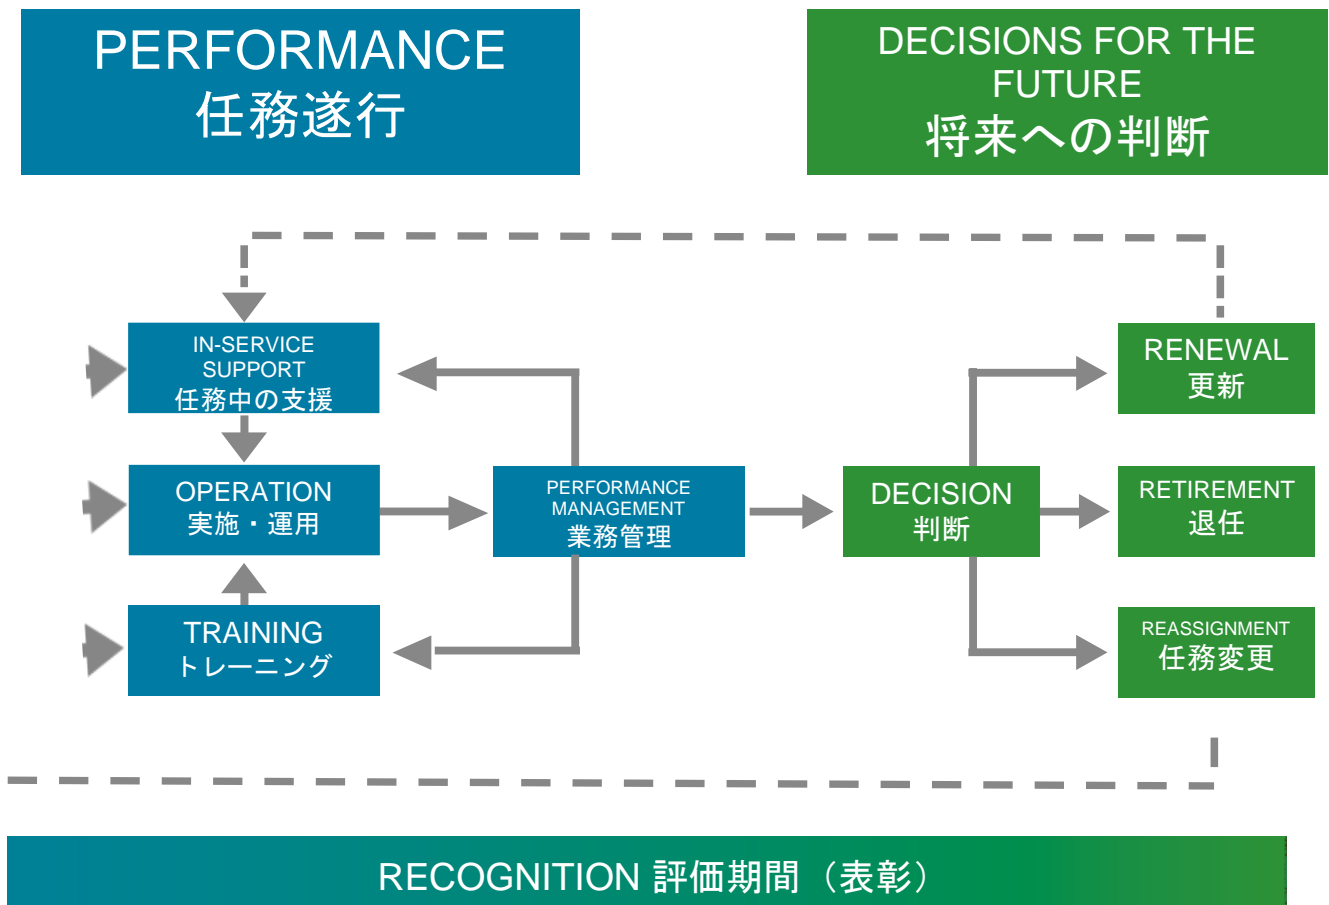 PERFORMANCE
任務遂行
DECISIONS FOR THE
FUTURE
将来への判断
IN-SERVICE
SUPPORT
任務中の支援
RENEWAL
更新
OPERATION
実施・運用
PERFORMANCE
MANAGEMENT
業務管理
DECISION
判断
RETIREMENT
退任
TRAINING
トレーニング
REASSIGNMENT
任務変更
RECOGNITION 評価期間（表彰）